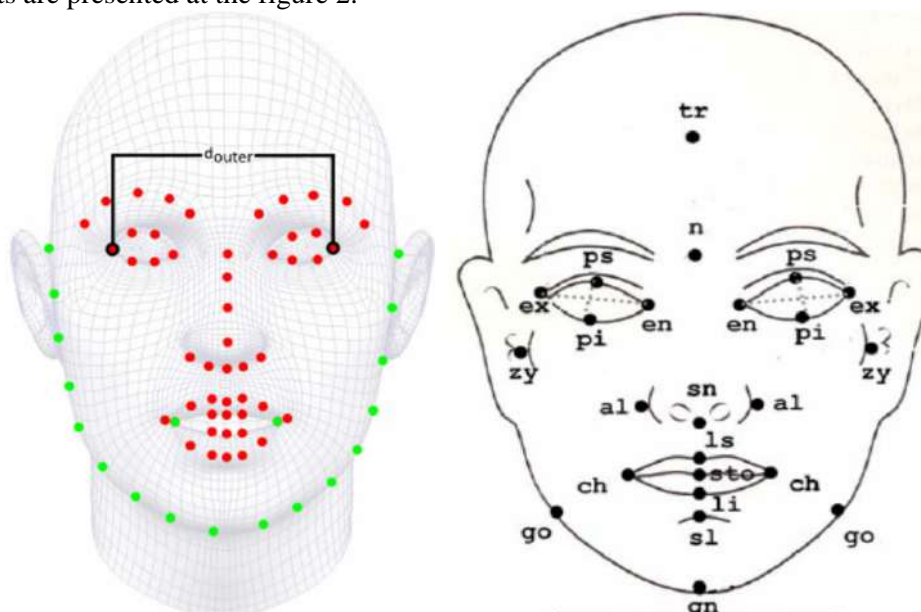 ts are presented at the figure 2.
douter
tr
n
ps ps
ex en en ex
pi pi
zy zy
sn
al al
ls
ch sto ch
li
go sl go
gn